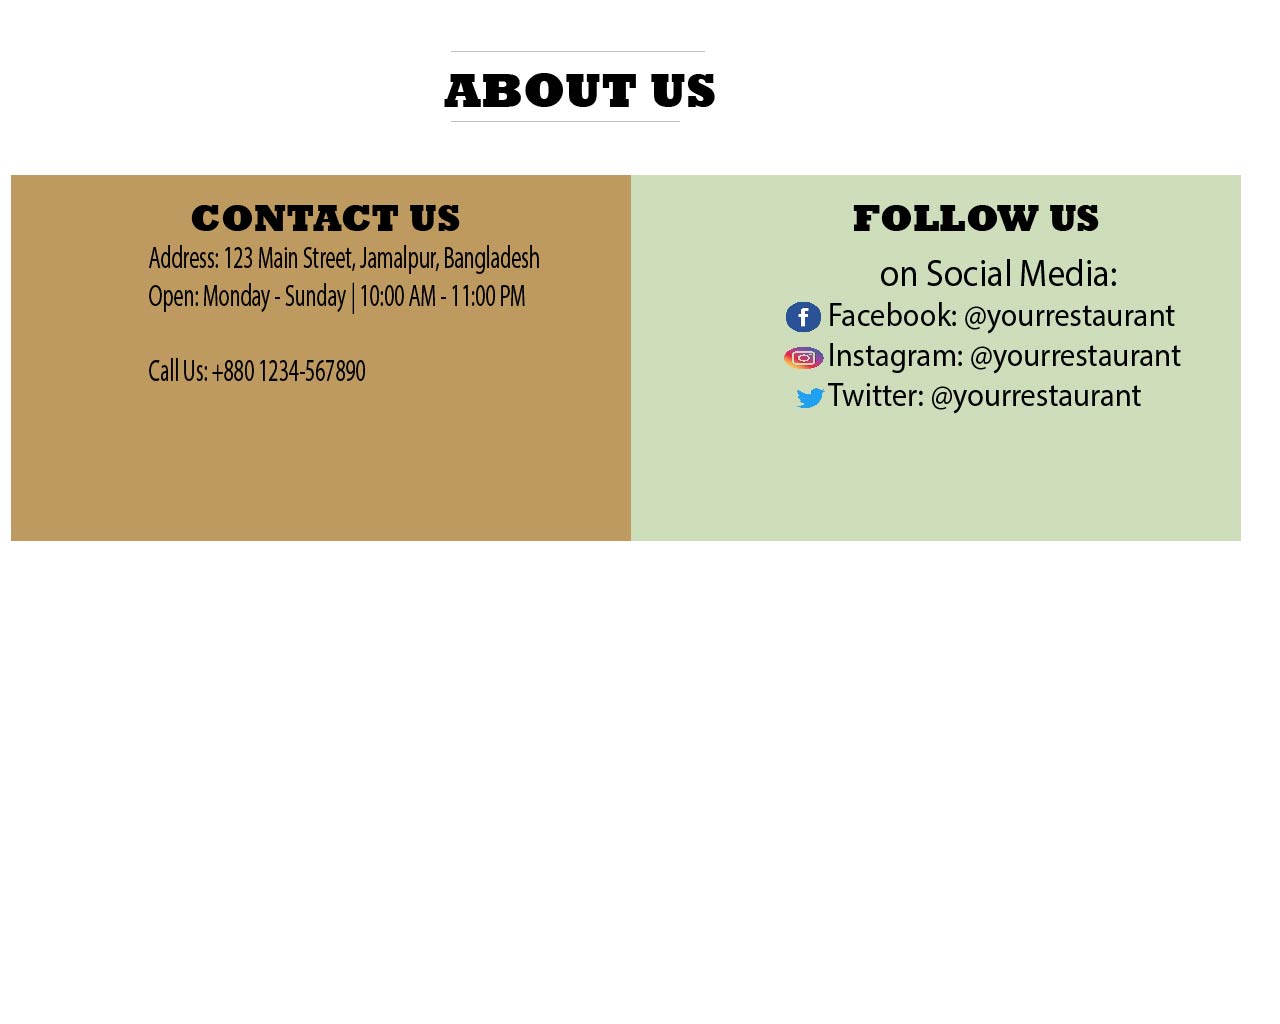 ABOUT US
CONTACT US
Address: 123 Main Street, Jamalpur, Bangladesh
Open: Monday - Sunday | 10:00 AM - 11:00 PM
Call Us: +880 1234-567890
FOLLOW US
on Social Media:
Facebook: @yourrestaurant
Instagram: @yourrestaurant
Twitter: @yourrestaurant